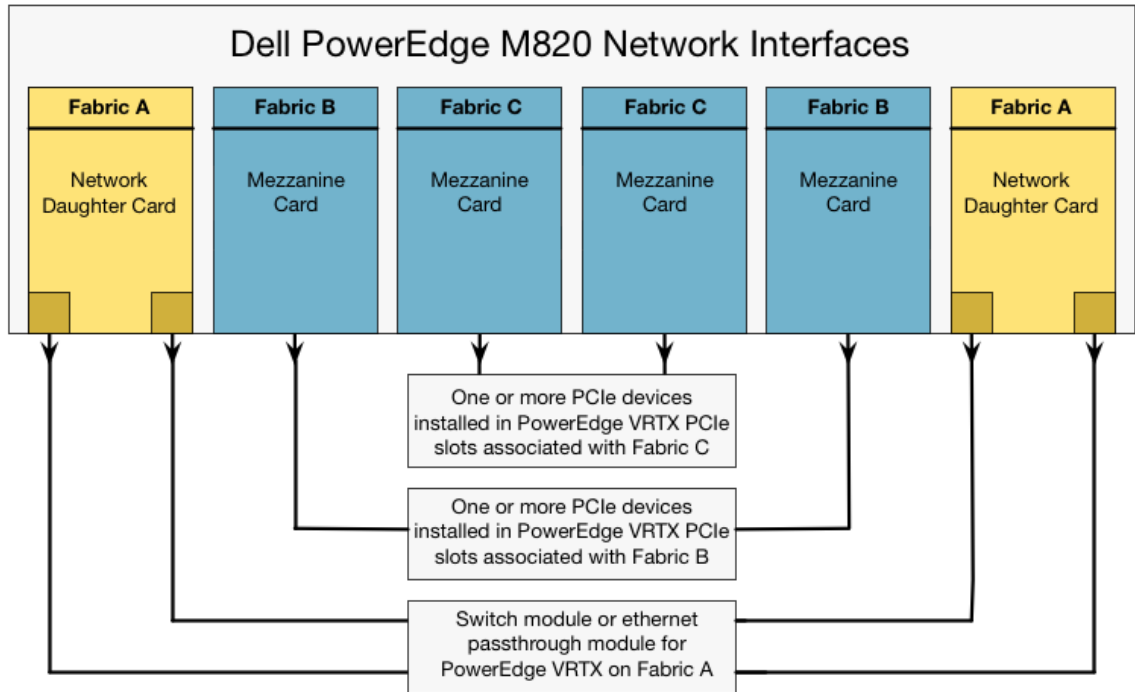 Dell PowerEdge M820 Network Interfaces
Fabric A
Fabric B
Fabric C
Fabric C
Fabric B
Fabric A
Network
Daughter Card
Mezzanine
Card
Mezzanine
Card
Mezzanine
Card
Mezzanine
Card
Network
Daughter Card
One or more PCIe devices
installed in PowerEdge VRTX PCIe
slots associated with Fabric C
One or more PCIe devices
installed in PowerEdge VRTX PCIe
slots associated with Fabric B
Switch module or ethernet
passthrough module for
PowerEdge VRTX on Fabric A